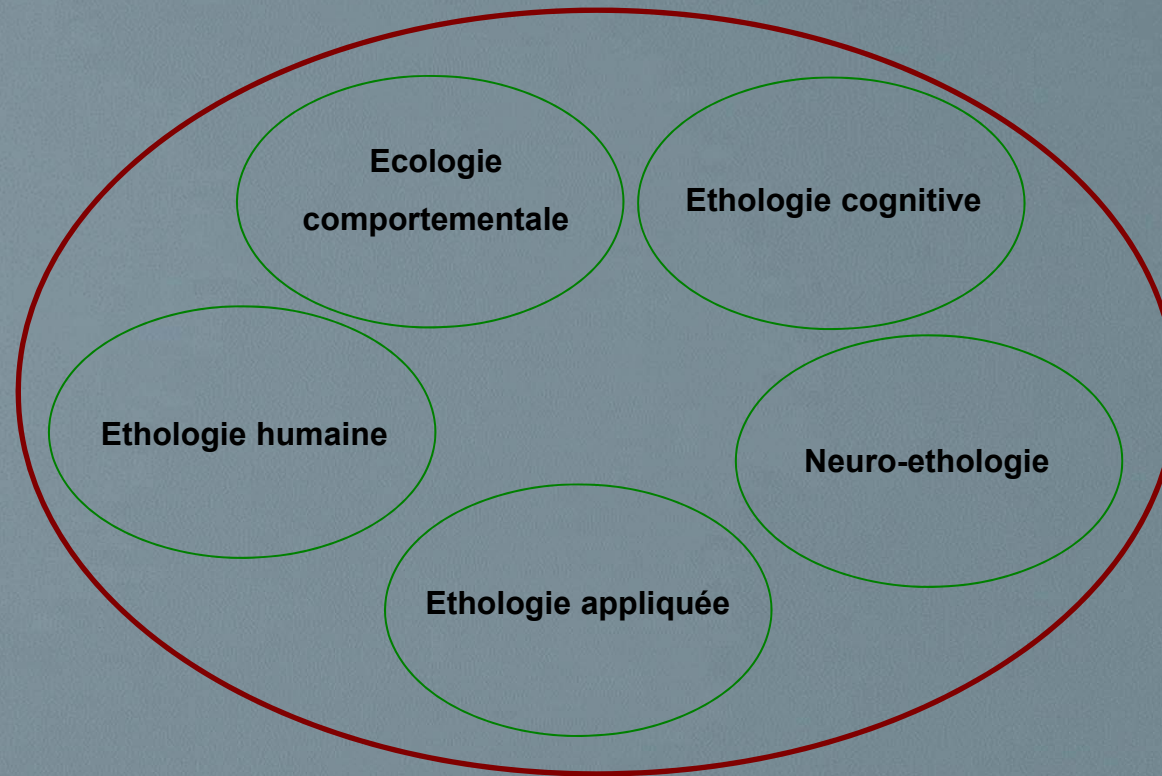 Ecologie
comportementale
Ethologie cognitive
Ethologie humaine
Neuro-ethologie
Ethologie appliquée